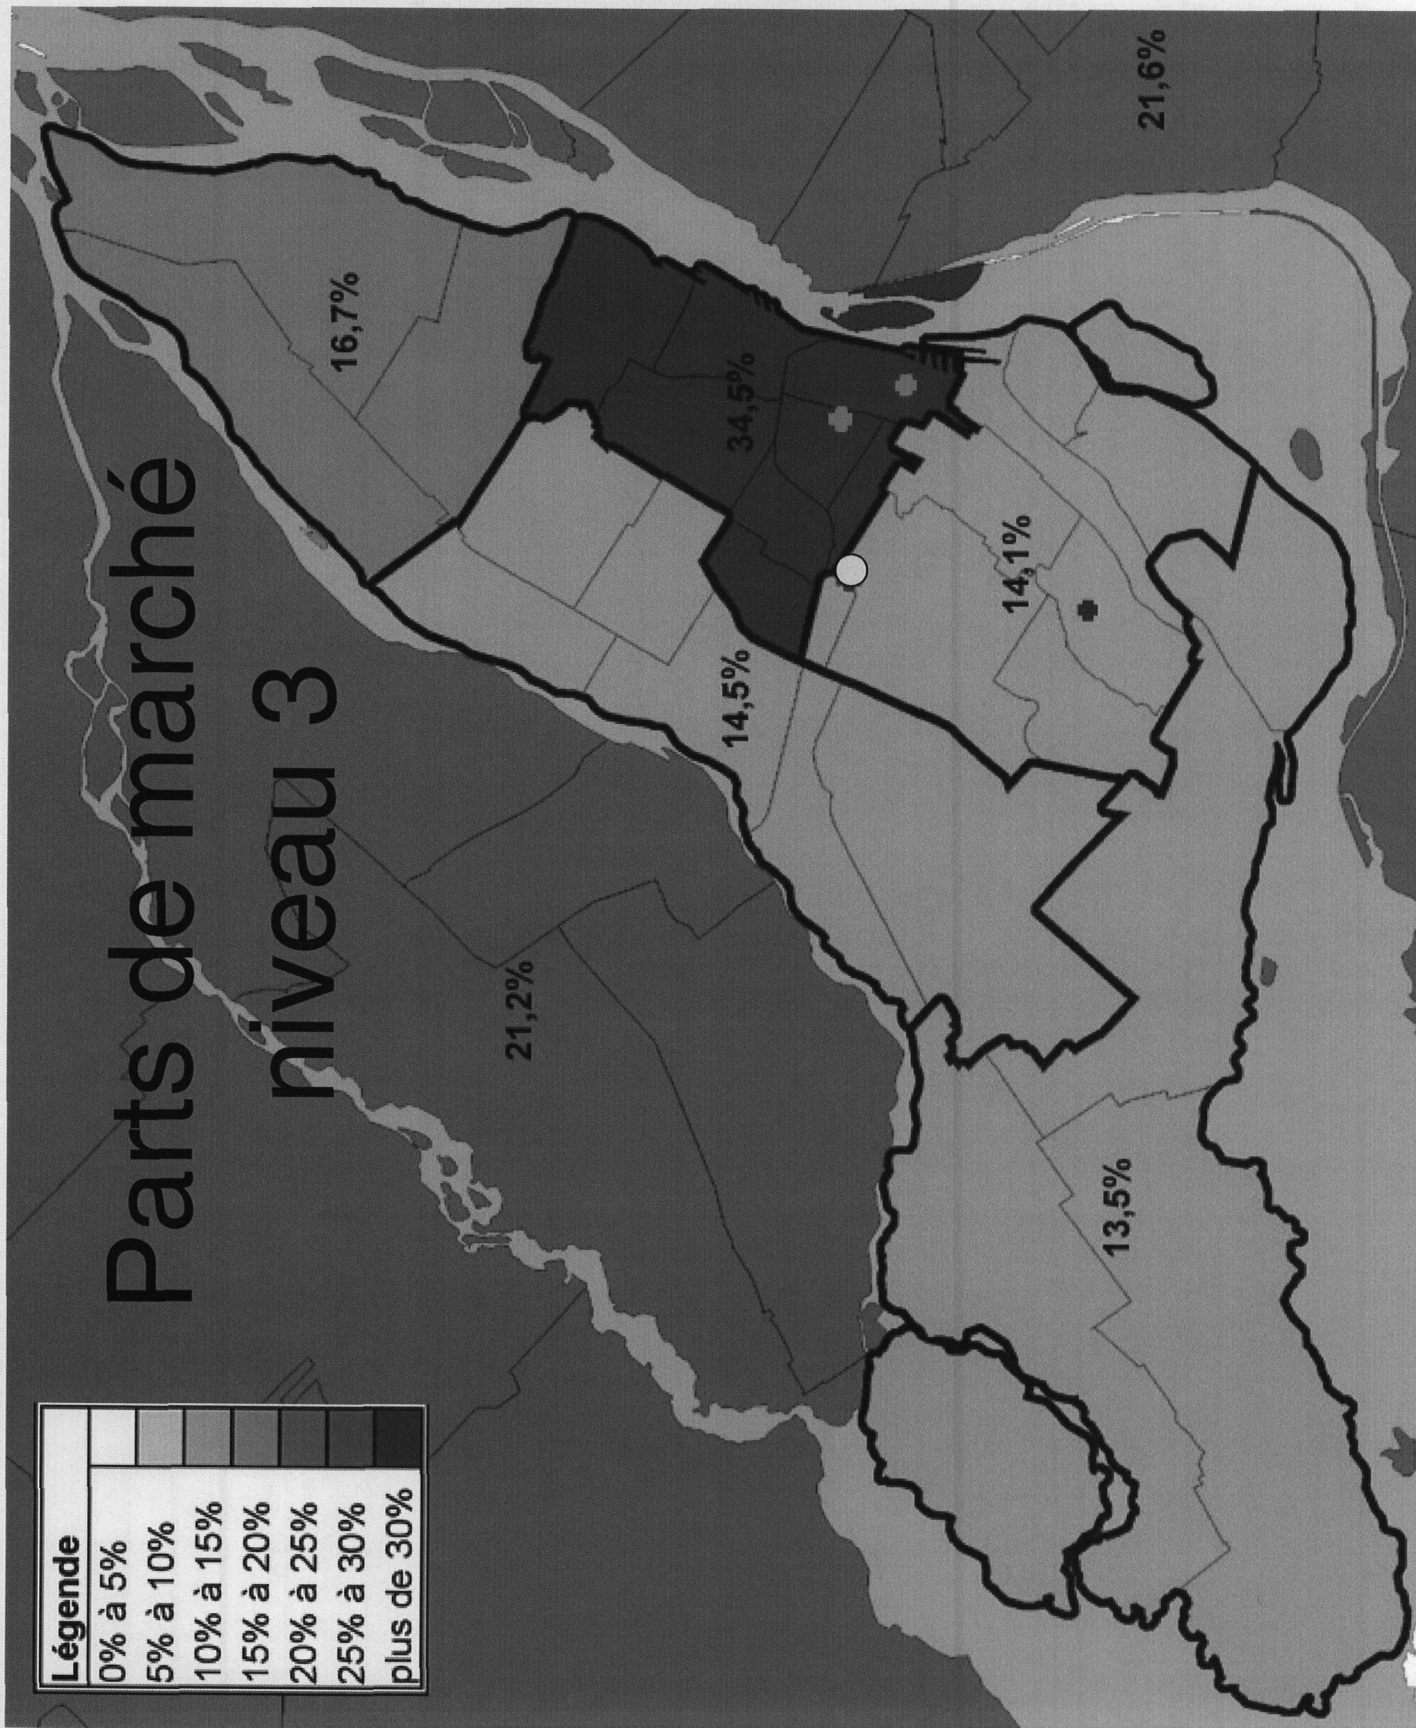 Parts de marché
niveau 3
Légende
0% à 5%
5% à 10%
10% à 15%
15% à 20%
20% à 25%
25% à 30%
plus de 30%
21,2%
14,5%
16,7%
34,5%
14,1%
13,5%
21,6%